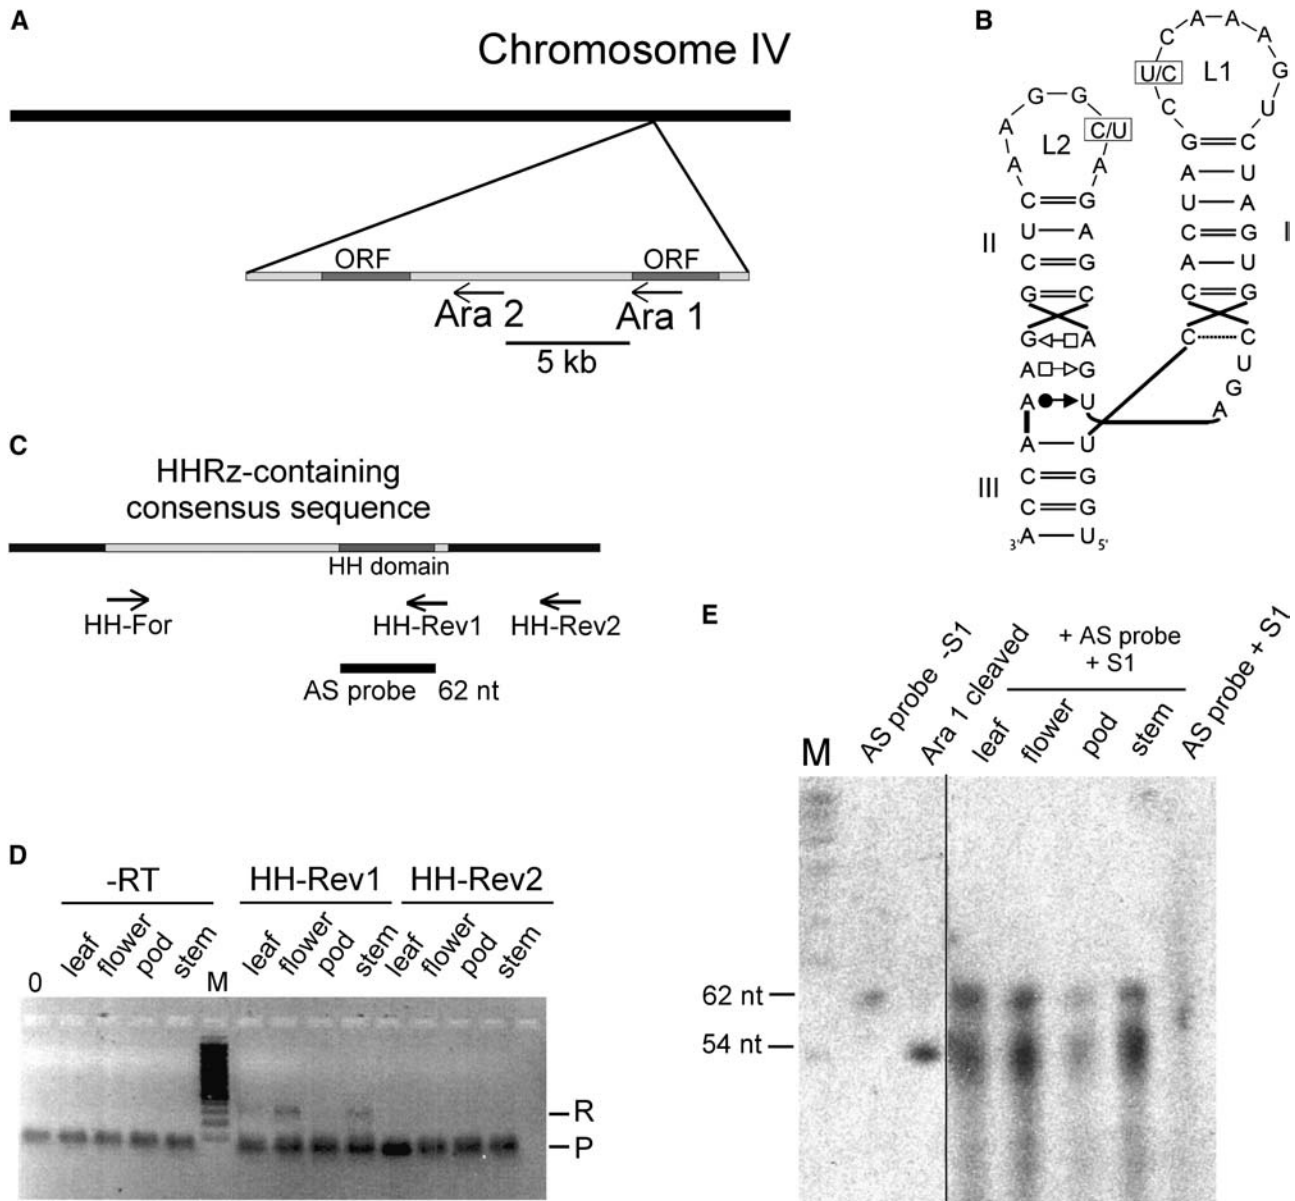 A
Chromosome IV
ORF
ORF
Ara 2
Ara 1
5 kb
B
C
A
A
A
G
U
U/C
C
L1
G
C
A
U
U
A
C
G
A
U
C
G
C
C
U
G
A
I
A
G
G
C/U
A
A
A
L2
C
G
U
A
C
G
G
C
G
A
A
G
A
U
A
U
C
G
C
G
A
U
3'
5'
II
III
C
HHRz-containing
consensus sequence
HH domain
HH-For
HH-Rev1
HH-Rev2
AS probe 62 nt
D
-RT
HH-Rev1
HH-Rev2
0
leaf
flower
pod
stem
M
leaf
flower
pod
stem
leaf
flower
pod
stem
R
P
E
M
AS probe -S1
Ara 1 cleaved
+ AS probe
+ S1
leaf
flower
pod
stem
AS probe + S1
62 nt
54 nt